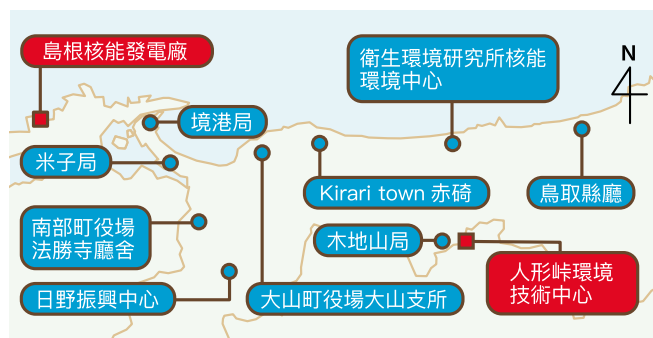 島根核能發電廠
衛生環境研究所核能
環境中心
N
境港局
米子局
Kirari town 赤碕
鳥取縣廳
南部町役場
法勝寺廳舍
木地山局
人形峠環境
技術中心
日野振興中心
大山町役場大山支所